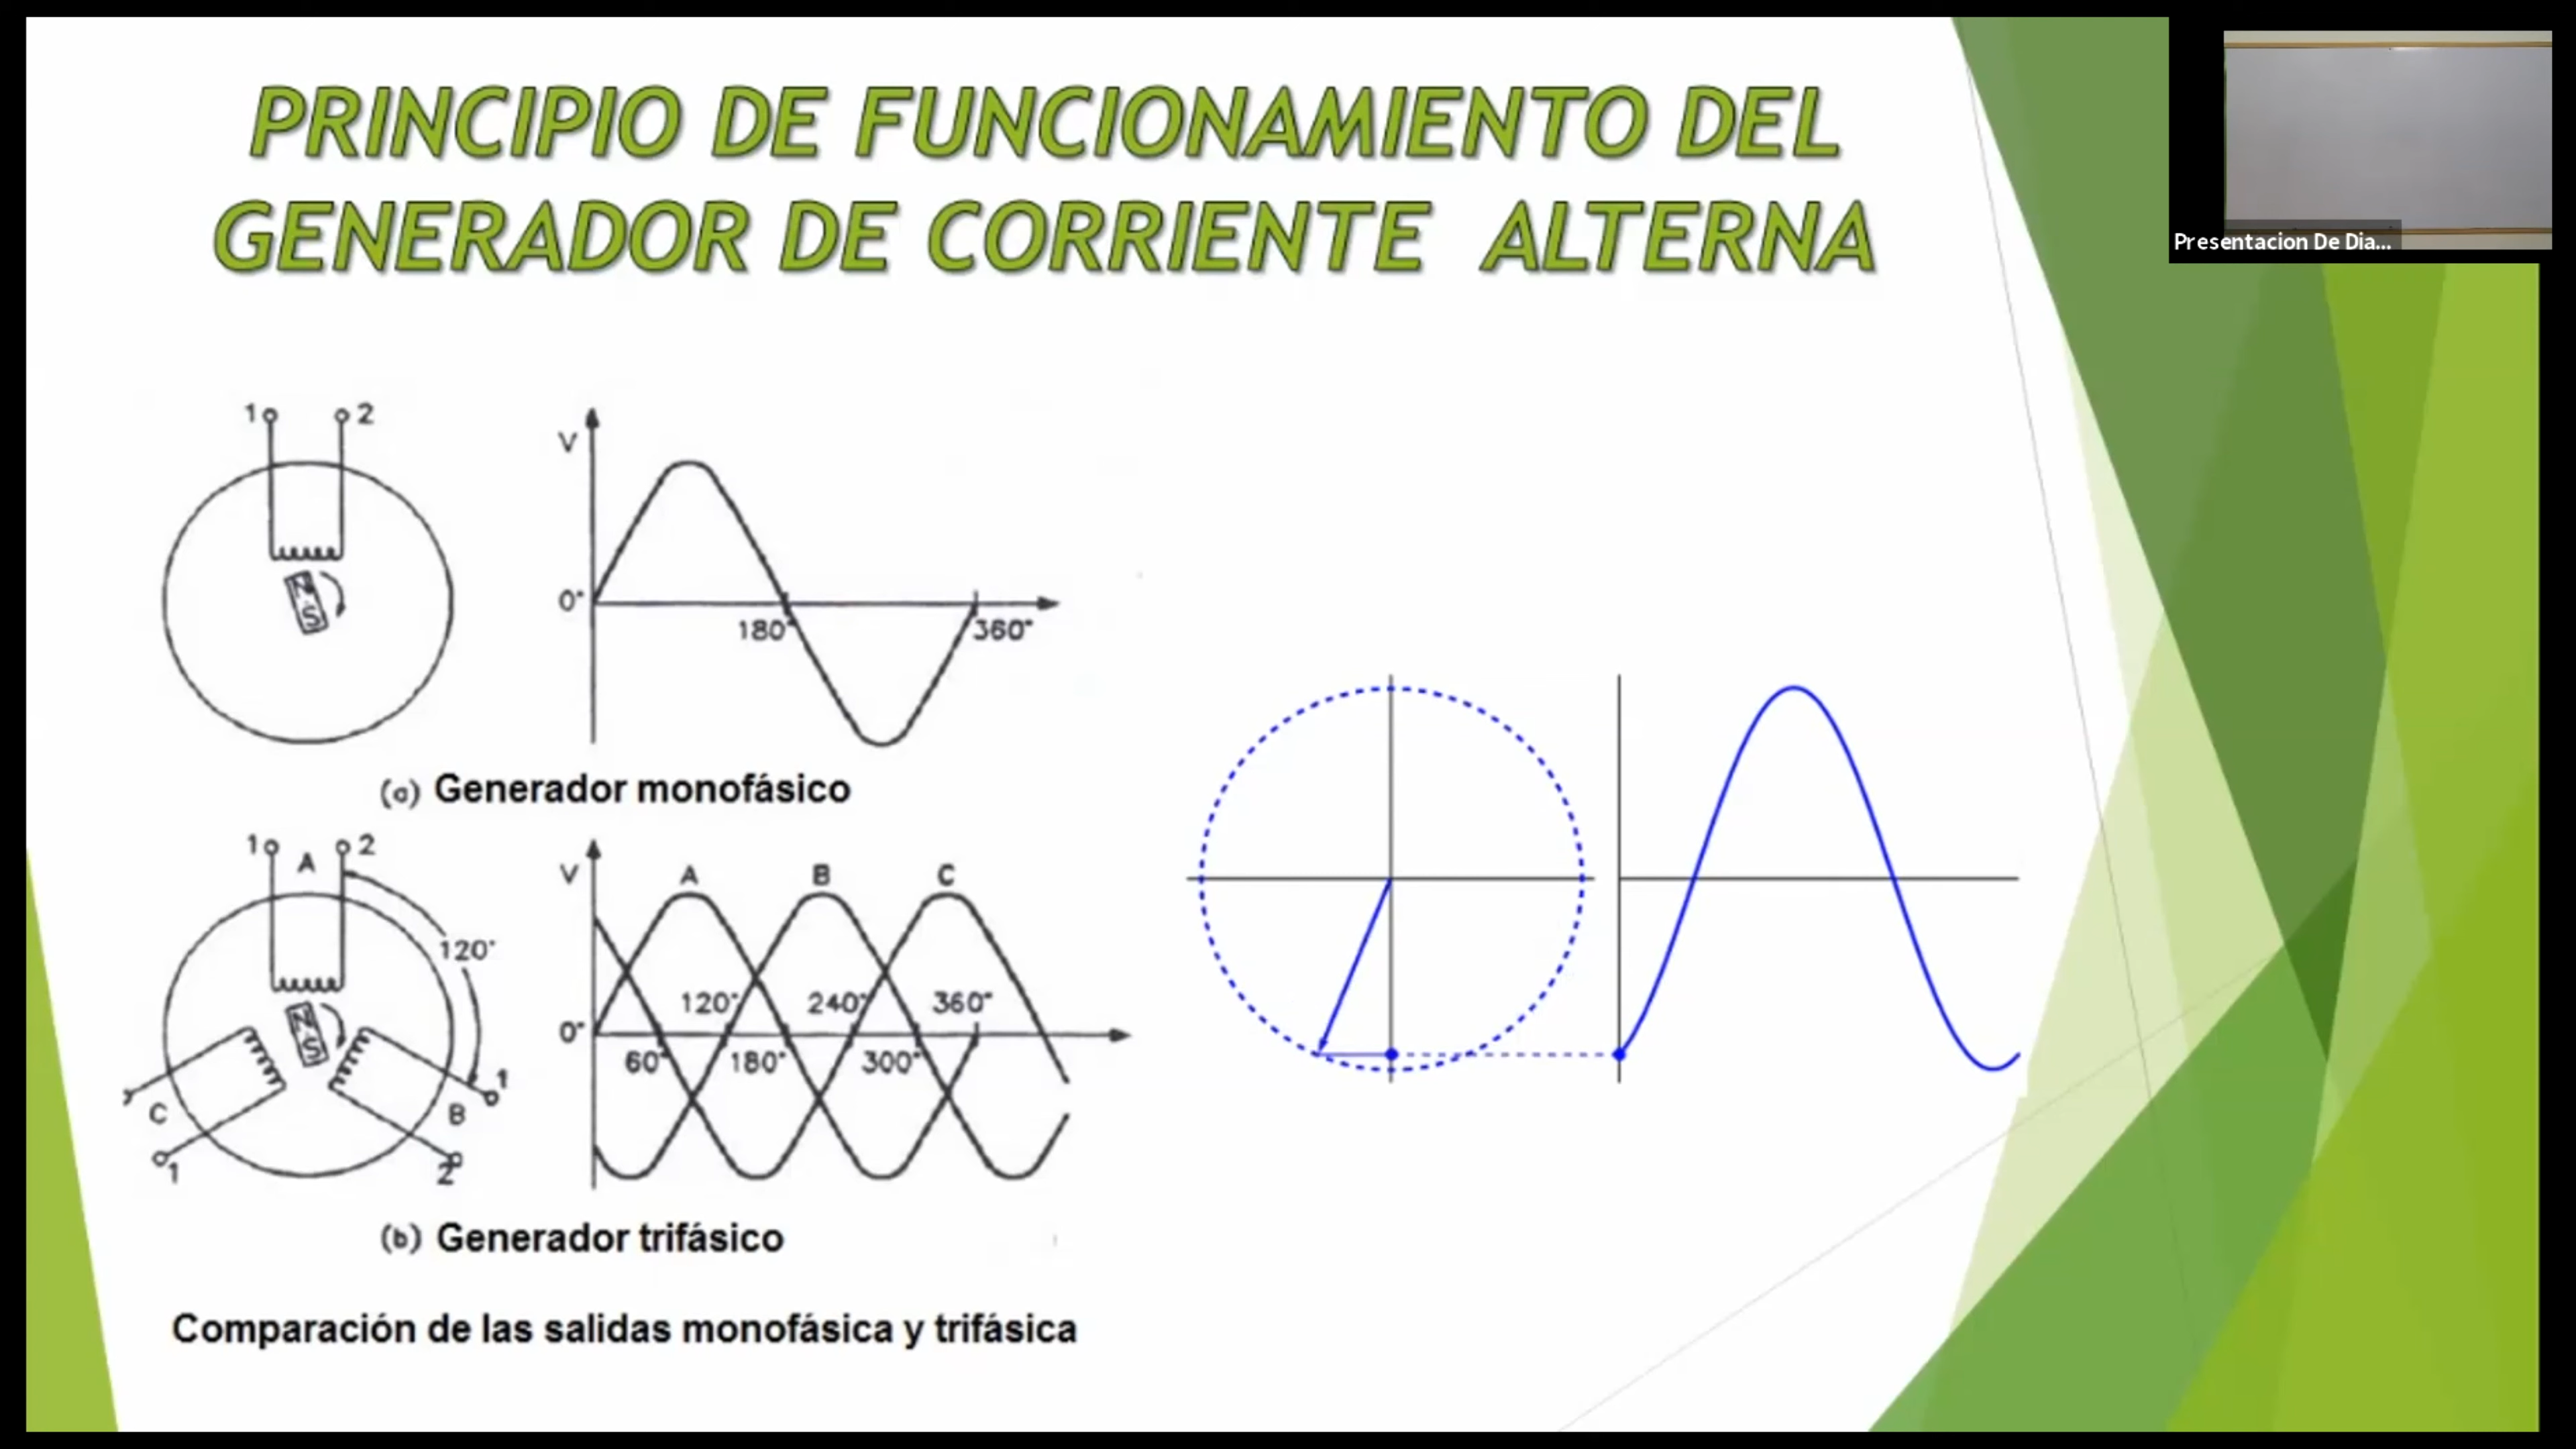 PRINCIPIO DE FUNCIONAMIENTO DEL
GENERADOR DE CORRIENTE ALTERNA
Presentacion De Dia...
1 2
N
S
V
0°
180° 360°
(a) Generador monofásico
1 A 2
120°
N
S
C
1
B
1
2
V
A B C
0°
120° 240° 360°
60° 180° 300°
(b) Generador trifásico
Comparación de las salidas monofásica y trifásica